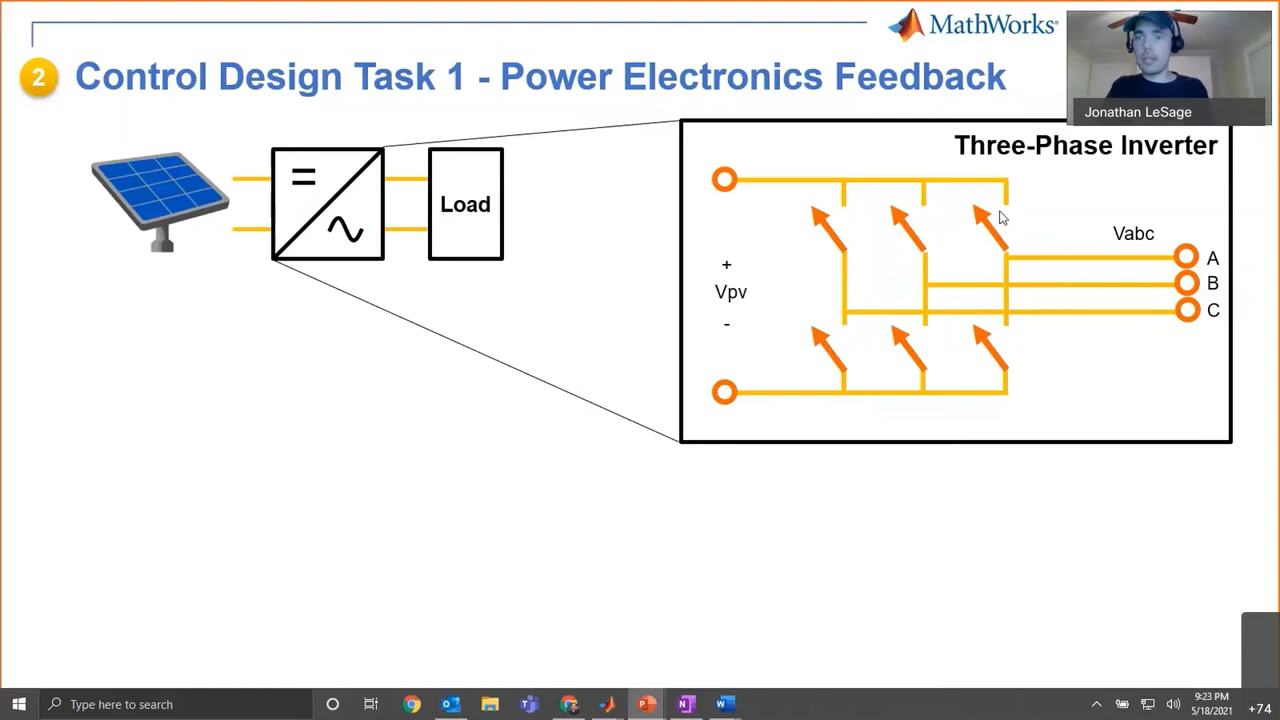 MathWorks®
2
Control Design Task 1 - Power Electronics Feedback
Jonathan LeSage
Three-Phase Inverter
Load
+
Vpv
-
Vabc
A
B
C
Type here to search
9:23 PM
5/18/2021
+74